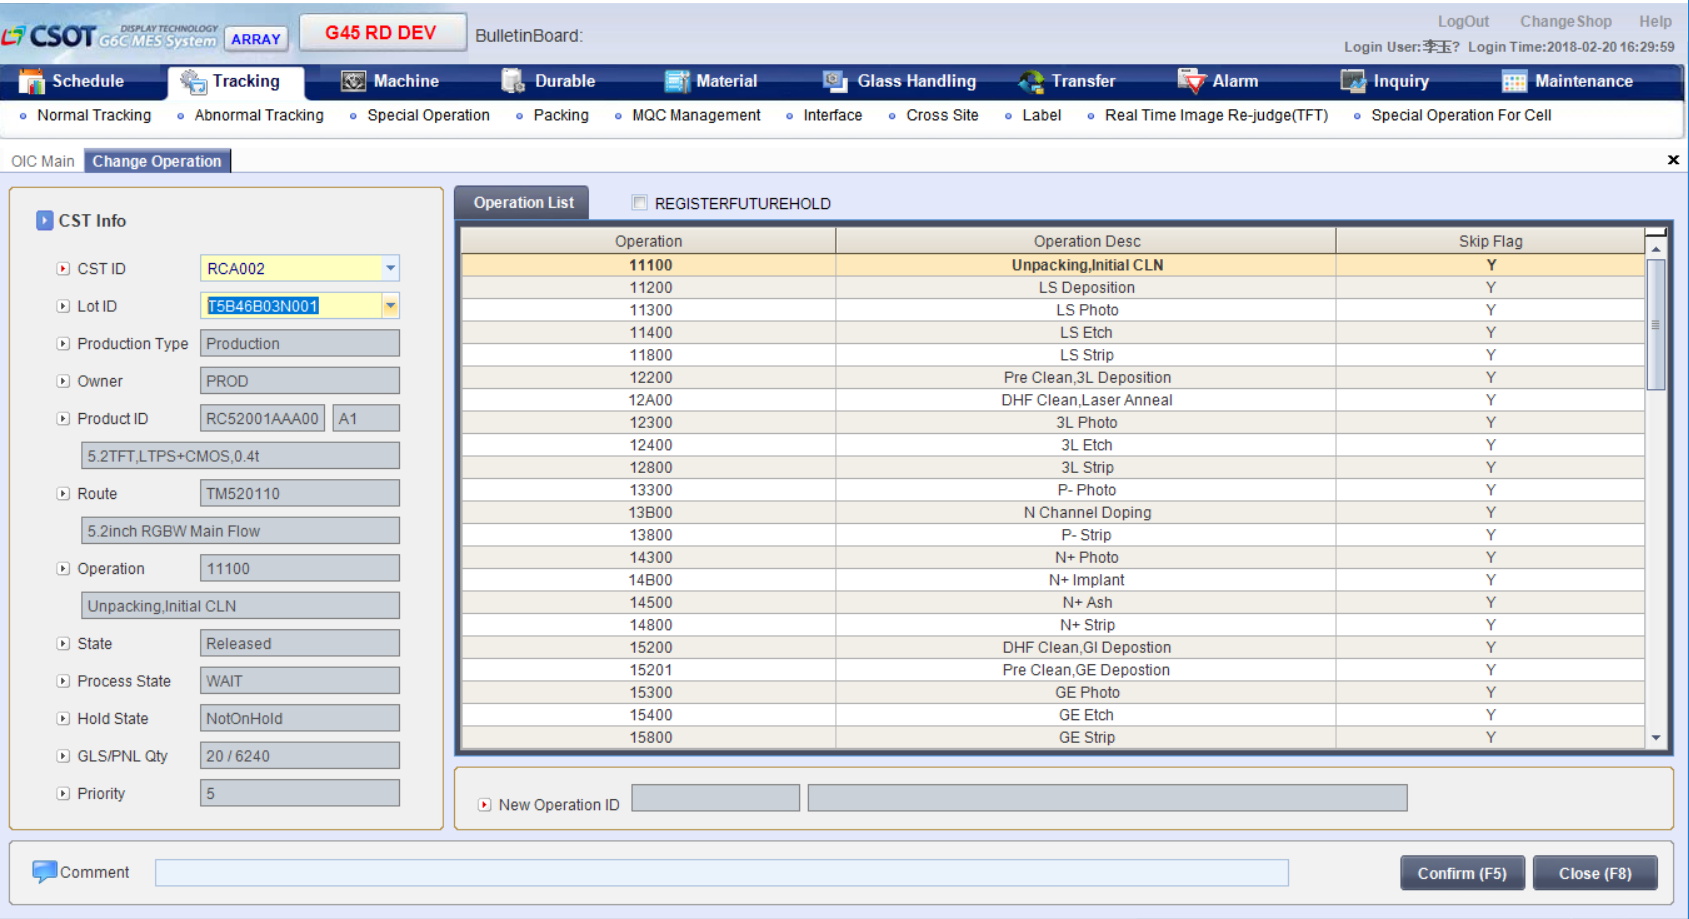 CSOT DISPLAY TECHNOLOGY G6C MES System ARRAY G45 RD DEV BulletinBoard: LogOut ChangeShop Help
Login User:李玉? Login Time:2018-02-20 16:29:59
Schedule Tracking Machine Durable Material Glass Handling Transfer Alarm Inquiry Maintenance
Normal Tracking Abnormal Tracking Special Operation Packing MQC Management Interface Cross Site Label Real Time Image Re-judge(TFT) Special Operation For Cell
OIC Main Change Operation x
CST Info
CST ID RCA002
Lot ID T5B46B03N001
Production Type Production
Owner PROD
Product ID RC52001AAA00 A1
5.2TFT,LTPS+CMOS,0.4t
Route TM520110
5.2inch RGBW Main Flow
Operation 11100
Unpacking,Initial CLN
State Released
Process State WAIT
Hold State NotOnHold
GLS/PNL Qty 20 / 6240
Priority 5
Operation List REGISTERFUTUREHOLD
Operation Operation Desc Skip Flag
11100 Unpacking,Initial CLN Y
11200 LS Deposition Y
11300 LS Photo Y
11400 LS Etch Y
11800 LS Strip Y
12200 Pre Clean,3L Deposition Y
12A00 DHF Clean,Laser Anneal Y
12300 3L Photo Y
12400 3L Etch Y
12800 3L Strip Y
13300 P- Photo Y
13B00 N Channel Doping Y
13800 P- Strip Y
14300 N+ Photo Y
14B00 N+ Implant Y
14500 N+ Ash Y
14800 N+ Strip Y
15200 DHF Clean,GI Depostion Y
15201 Pre Clean,GE Depostion Y
15300 GE Photo Y
15400 GE Etch Y
15800 GE Strip Y
New Operation ID
Comment Confirm (F5) Close (F8)